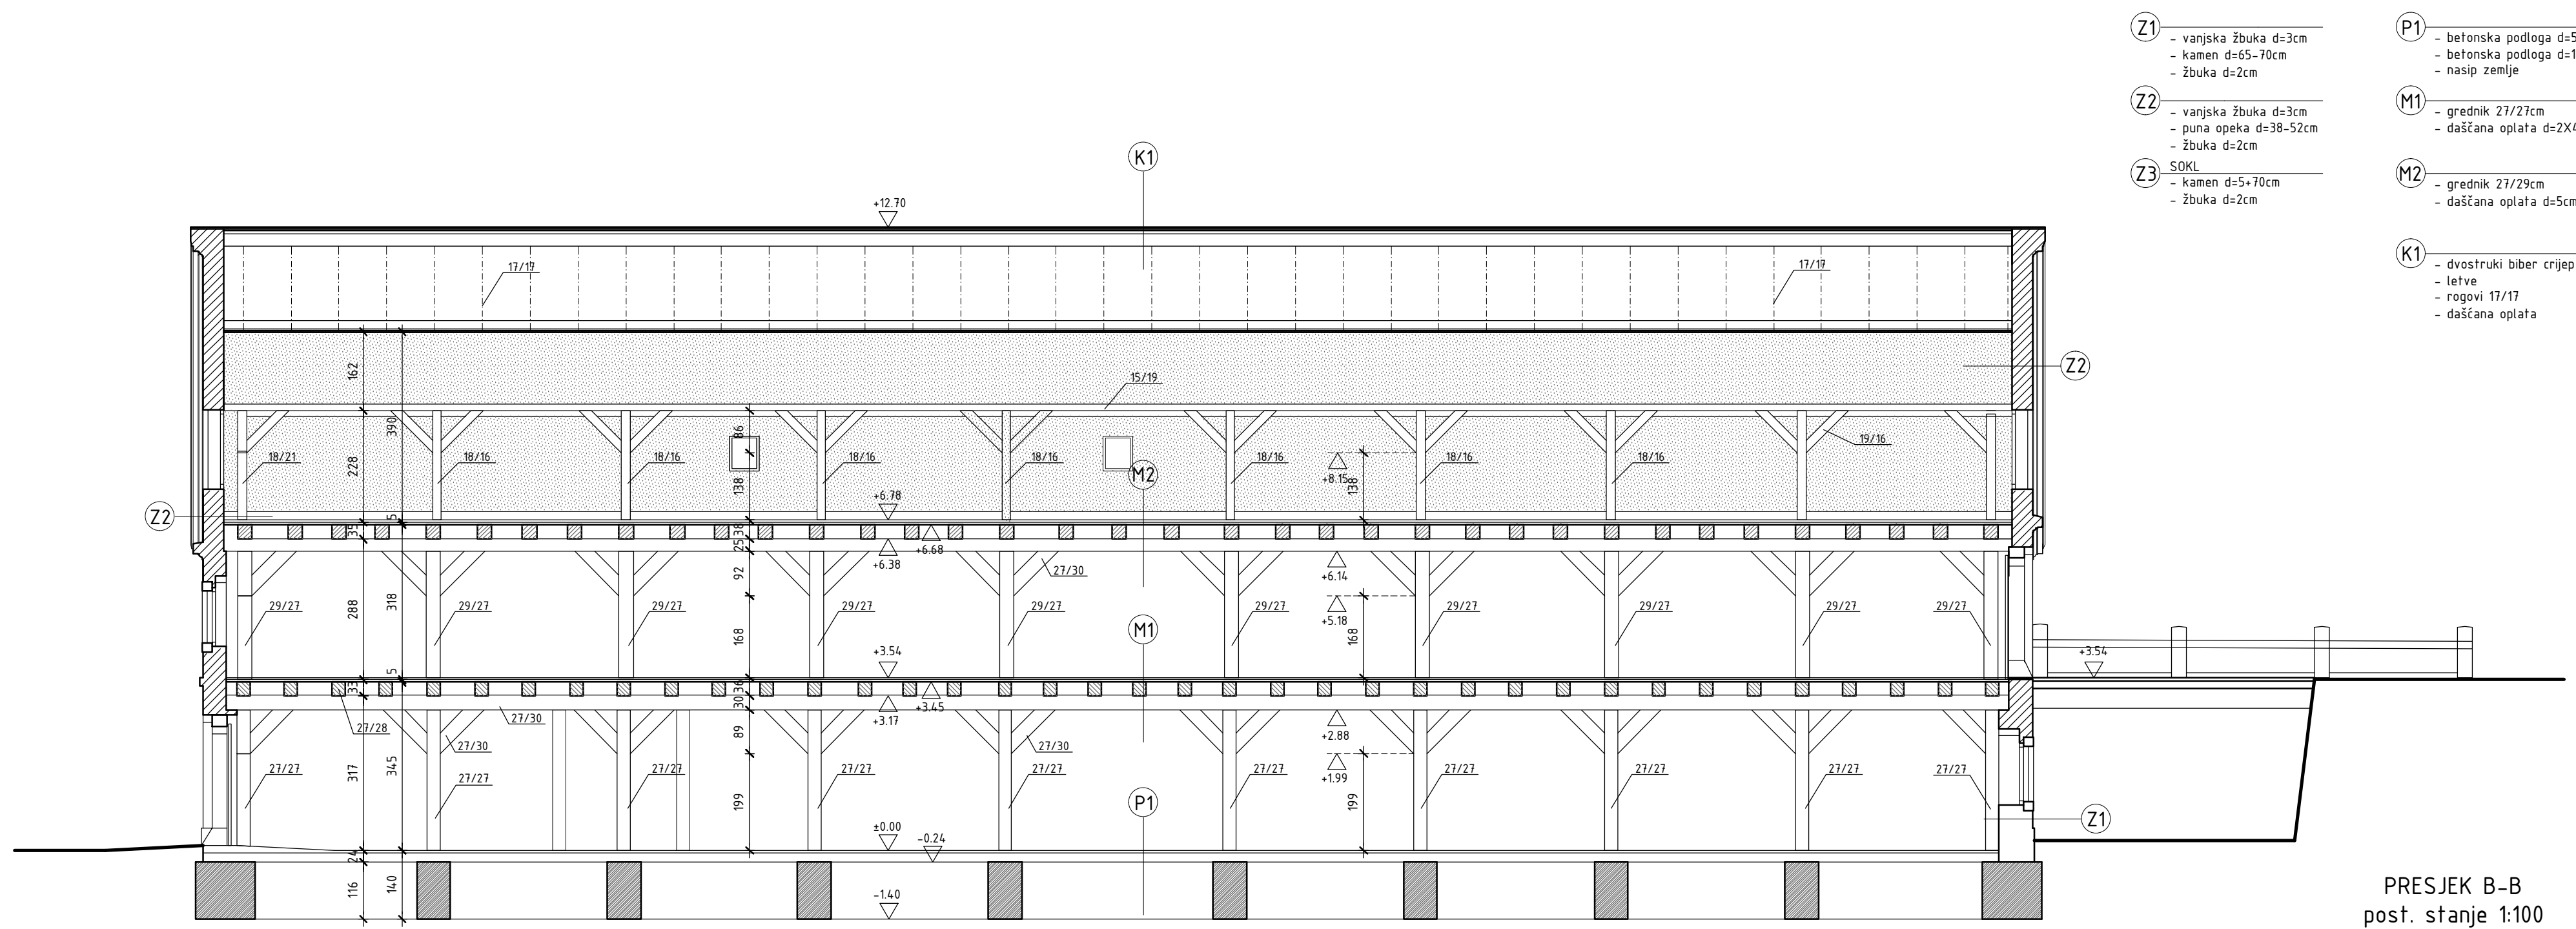 Z1
- vanjska žbuka d=3cm
- kamen d=65-70cm
- žbuka d=2cm
Z2
- vanjska žbuka d=3cm
- puna opeka d=38-52cm
- žbuka d=2cm
Z3 SOKL
- kamen d=5+70cm
- žbuka d=2cm
P1
- betonska podloga d=5
- betonska podloga d=1
- nasip zemlje
M1
- grednik 27/27cm
- daščana oplata d=2X4
M2
- grednik 27/29cm
- daščana oplata d=5cm
K1
- dvostruki biber crijep
- letve
- rogovi 17/17
- dašćana oplata
K1
+12.70
17/17 17/17
162
Z2
15/19
390
86
228
18/21 18/16 18/16 18/16 18/16 18/16 18/16 18/16
19/16
M2
138
+8.15
138
+6.78
Z2
5
35
38
25
+6.68
+6.38
92
27/30
+6.14
288
318
29/27 29/27 29/27 29/27 29/27 29/27 29/27 29/27 29/27 29/27
+5.18
M1
168
168
+3.54
+3.54
5
33
36
30
+3.45
+3.17
27/28
27/30
27/30
27/30
+2.88
89
317
345
27/27 27/27 27/27 27/27 27/27 27/27 27/27 27/27 27/27 27/27
+1.99
199
199
P1
Z1
±0.00
-0.24
24
116
140
-1.40
PRESJEK B-B
post. stanje 1:100